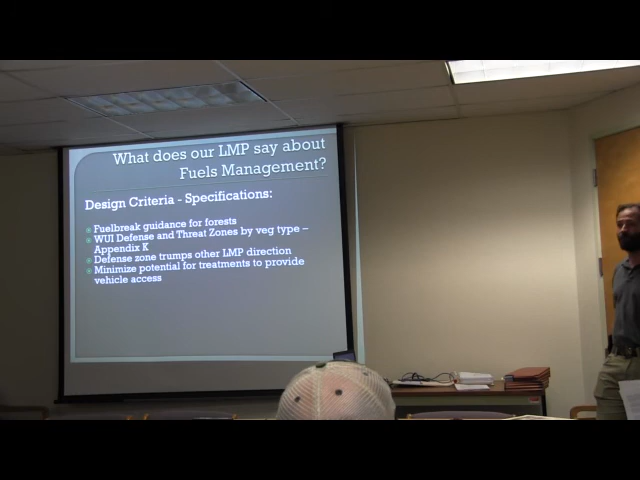 What does our LMP say about
Fuels Management?
Design Criteria - Specifications:
Fuelbreak guidance for forests
WUI Defense and Threat Zones by veg type –
Appendix K
Defense zone trumps other LMP direction
Minimize potential for treatments to provide
vehicle access